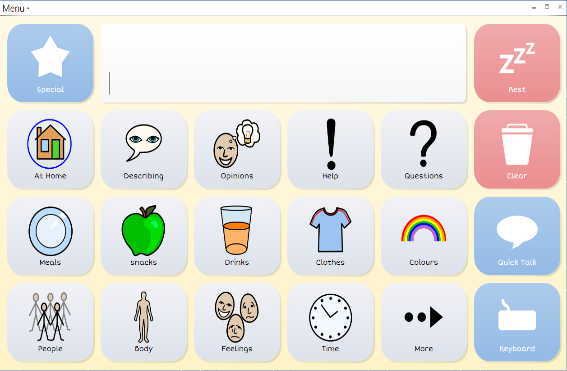 Menu
Special
zzz
Rest
At Home
Describing
Opinions
Help
Questions
Clear
Meals
snacks
Drinks
Clothes
Colours
Quick Talk
People
Body
Feelings
Time
More
Keyboard